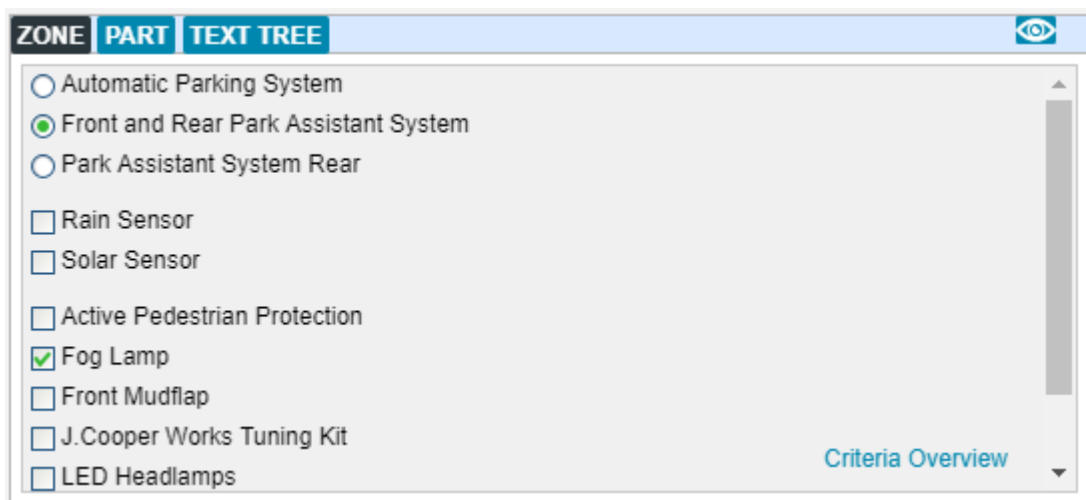 ZONE PART TEXT TREE
Automatic Parking System
Front and Rear Park Assistant System
Park Assistant System Rear
Rain Sensor
Solar Sensor
Active Pedestrian Protection
Fog Lamp
Front Mudflap
J.Cooper Works Tuning Kit
Criteria Overview
LED Headlamps